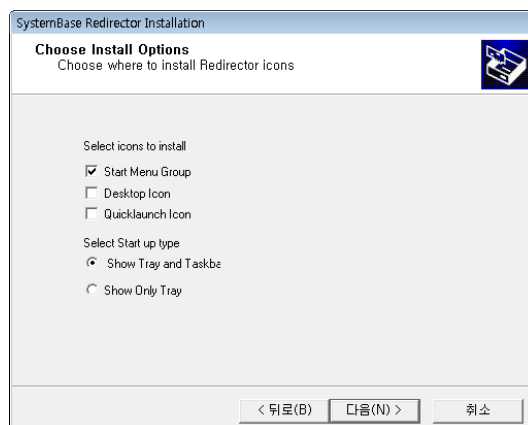 SystemBase Redirector Installation
Choose Install Options
Choose where to install Redirector icons
Select icons to install
Start Menu Group
Desktop Icon
Quicklaunch Icon
Select Start up type
Show Tray and Taskba
Show Only Tray
< 뒤로(B) 다음(N) > 취소